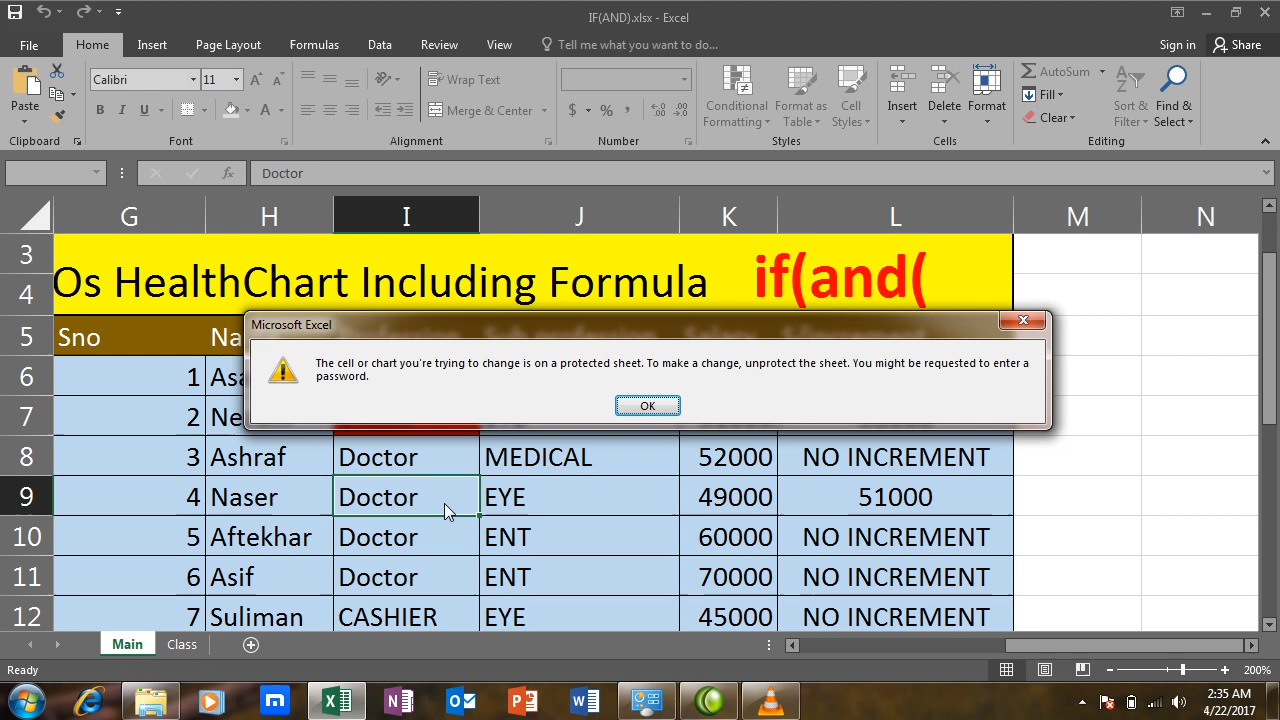 IF(AND).xlsx - Excel
File Home Insert Page Layout Formulas Data Review View Tell me what you want to do... Sign in Share
Paste
Calibri 11
B I U
A A
A
Wrap Text
Merge & Center
$ % ,
Conditional Formatting
Format as Table
Cell Styles
Insert
Delete
Format
AutoSum
Fill
Clear
Sort & Filter
Find & Select
Clipboard Font Alignment Number Styles Cells Editing
fx Doctor
G H I J K L M N
3
4 Os HealthChart Including Formula if(and(
5 Sno
Microsoft Excel
The cell or chart you're trying to change is on a protected sheet. To make a change, unprotect the sheet. You might be requested to enter a
password.
OK
6 1
7 2
8 3 Ashraf Doctor MEDICAL 52000 NO INCREMENT
9 4 Naser Doctor EYE 49000 51000
10 5 Aftekhar Doctor ENT 60000 NO INCREMENT
11 6 Asif Doctor ENT 70000 NO INCREMENT
12 7 Suliman CASHIER EYE 45000 NO INCREMENT
Main Class
Ready 200%
2:35 AM
4/22/2017